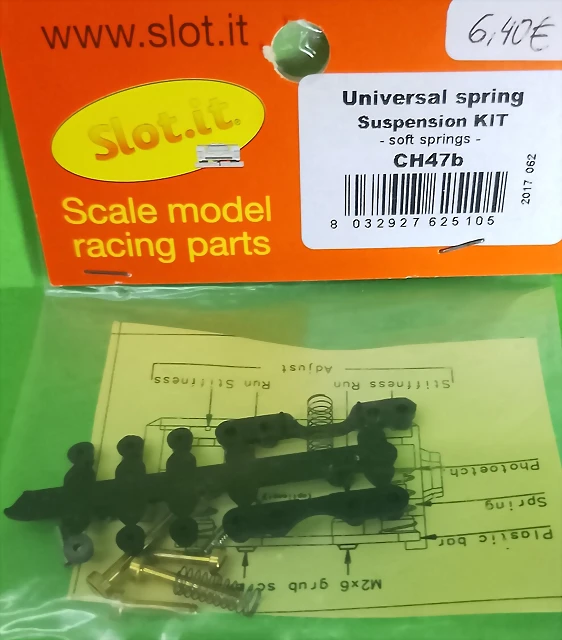 www.slot.it
6,40€
Slot.it.
Scale model
racing parts
Universal spring
Suspension KIT
- soft springs -
CH47b
8 032927 625105
2017 062
Adjust
Stiffness Run Run Stiffness
Photoetch
Spring
Plastic bar
M2x6 grub